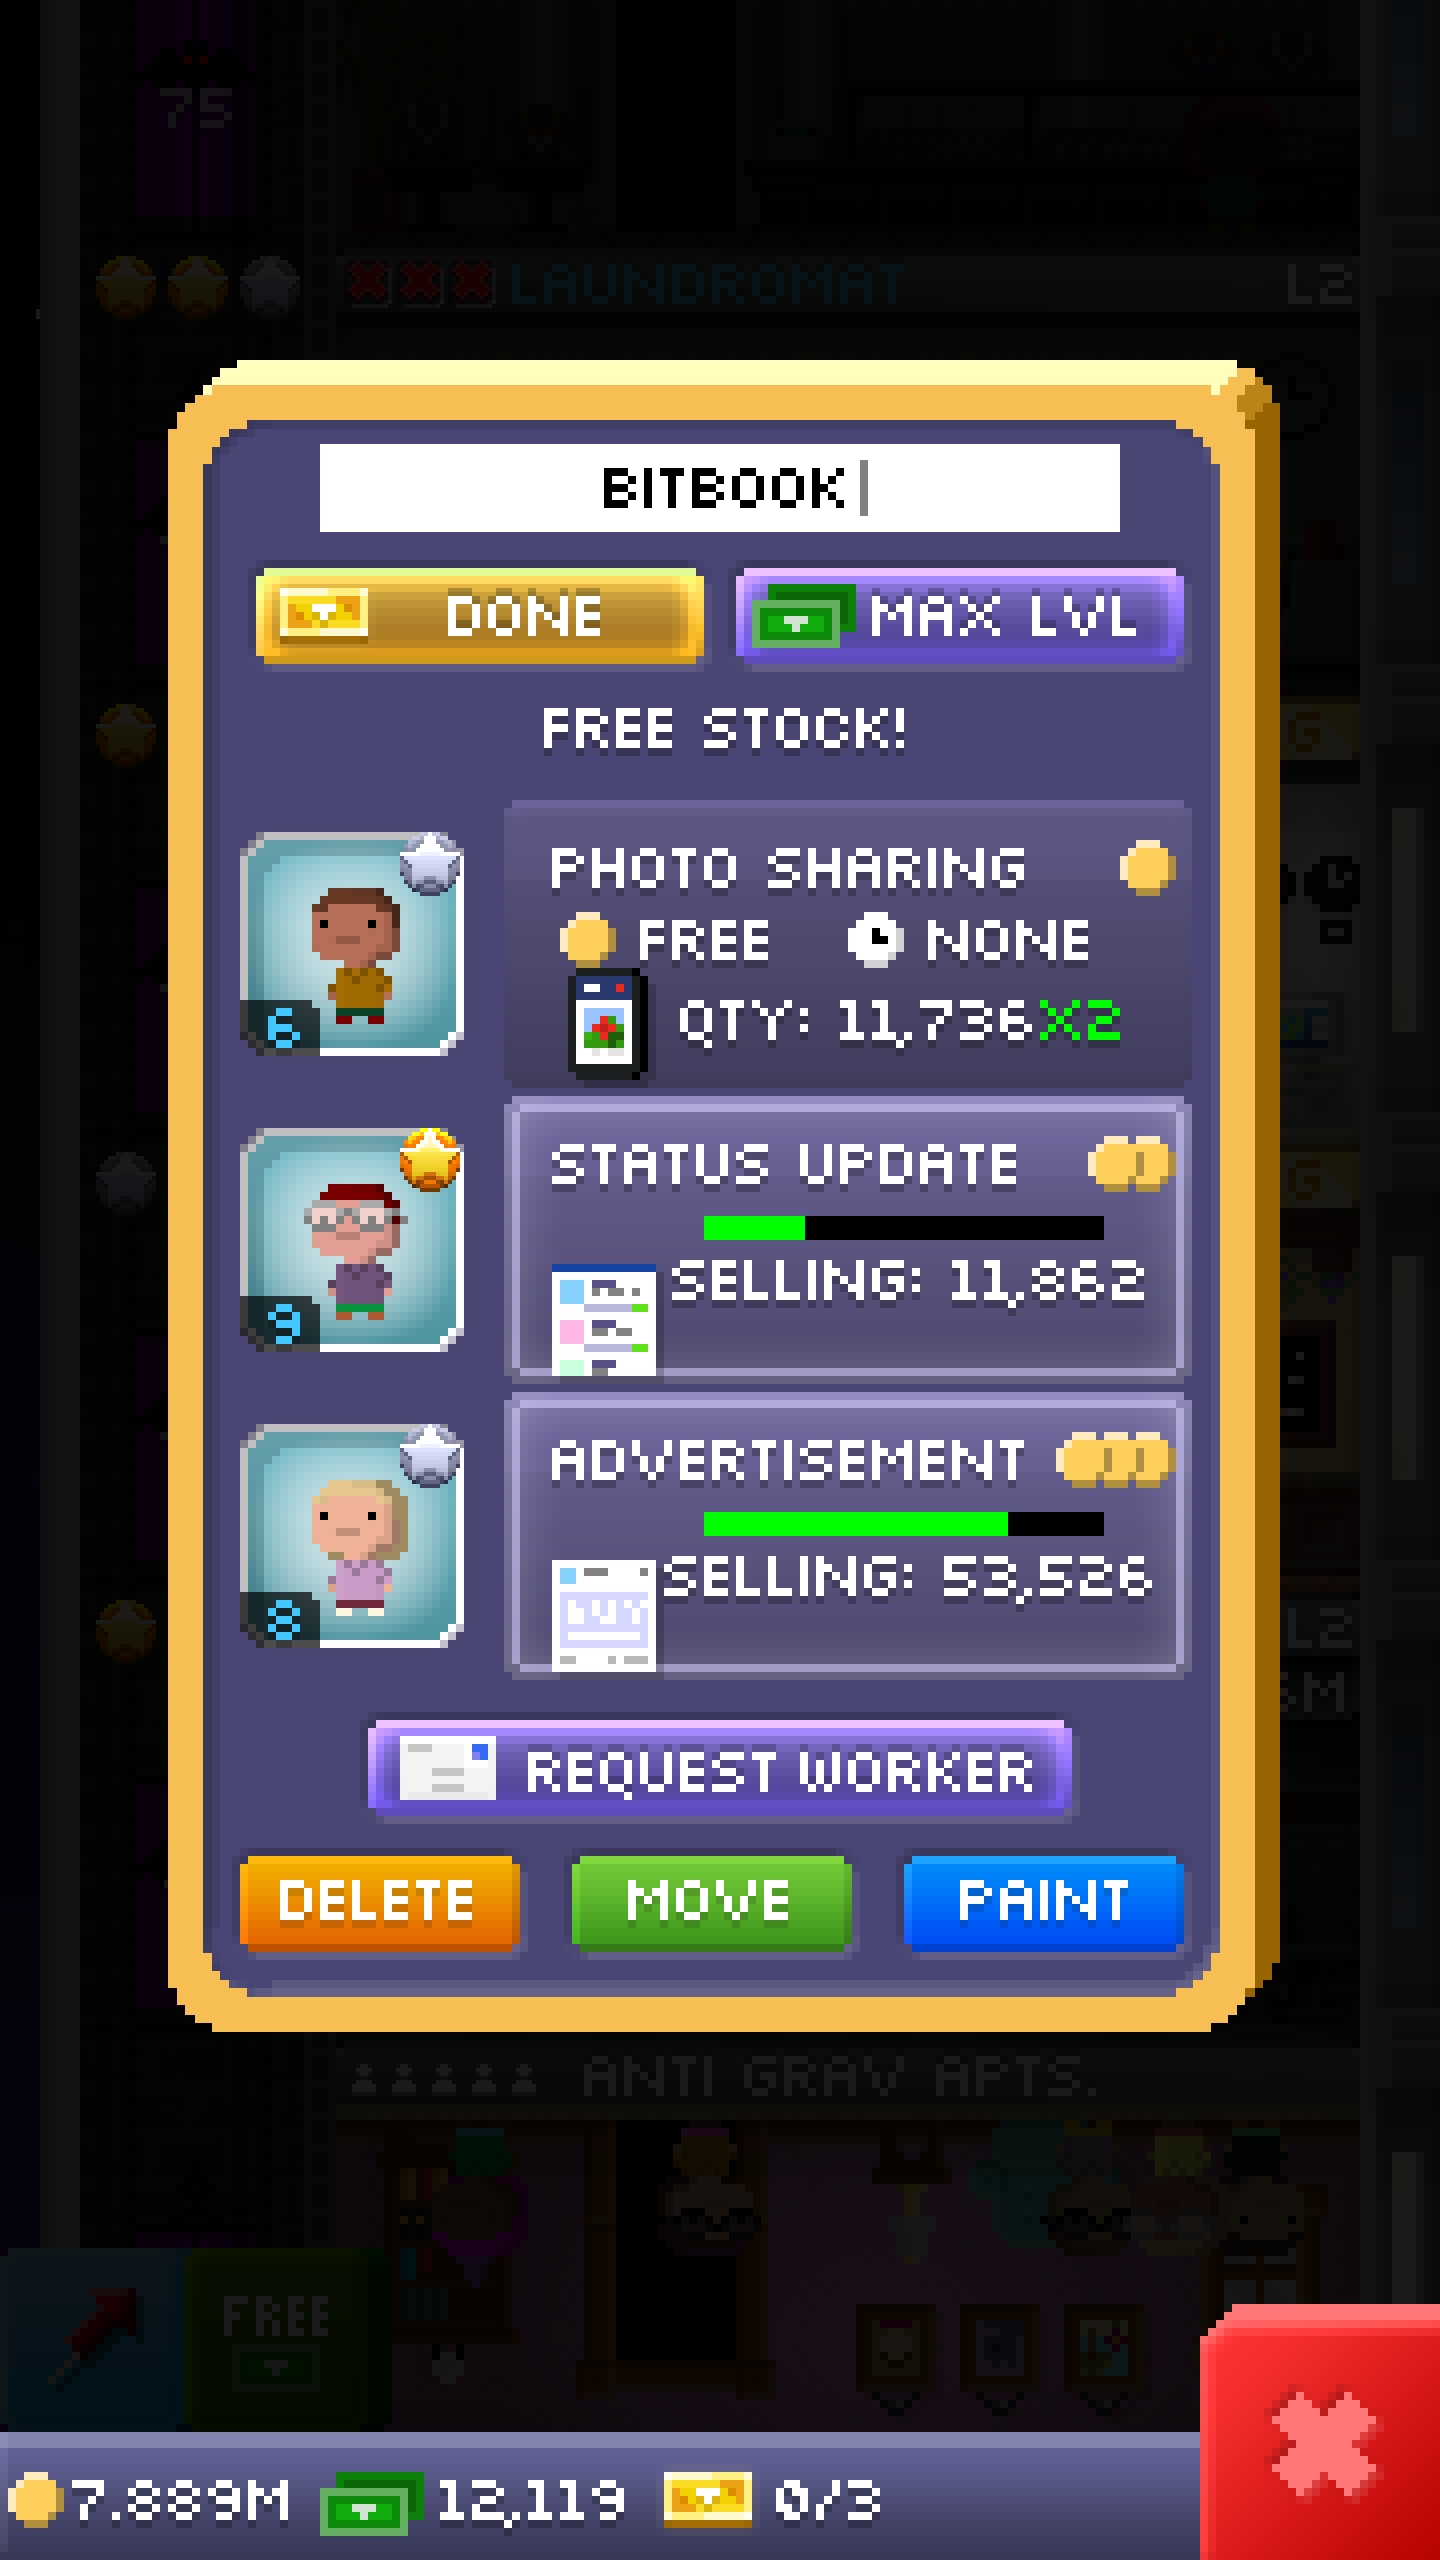 75
LAUNDROMAT L2
BITBOOK
DONE MAX LVL
FREE STOCK!
PHOTO SHARING
FREE NONE
QTY: 11,736X2
6
STATUS UPDATE
SELLING: 11,862
9
ADVERTISEMENT
SELLING: 53,526
8
L2
REQUEST WORKER
DELETE MOVE PAINT
ANTI GRAV APTS.
FREE
7.889M 12,119 0/3